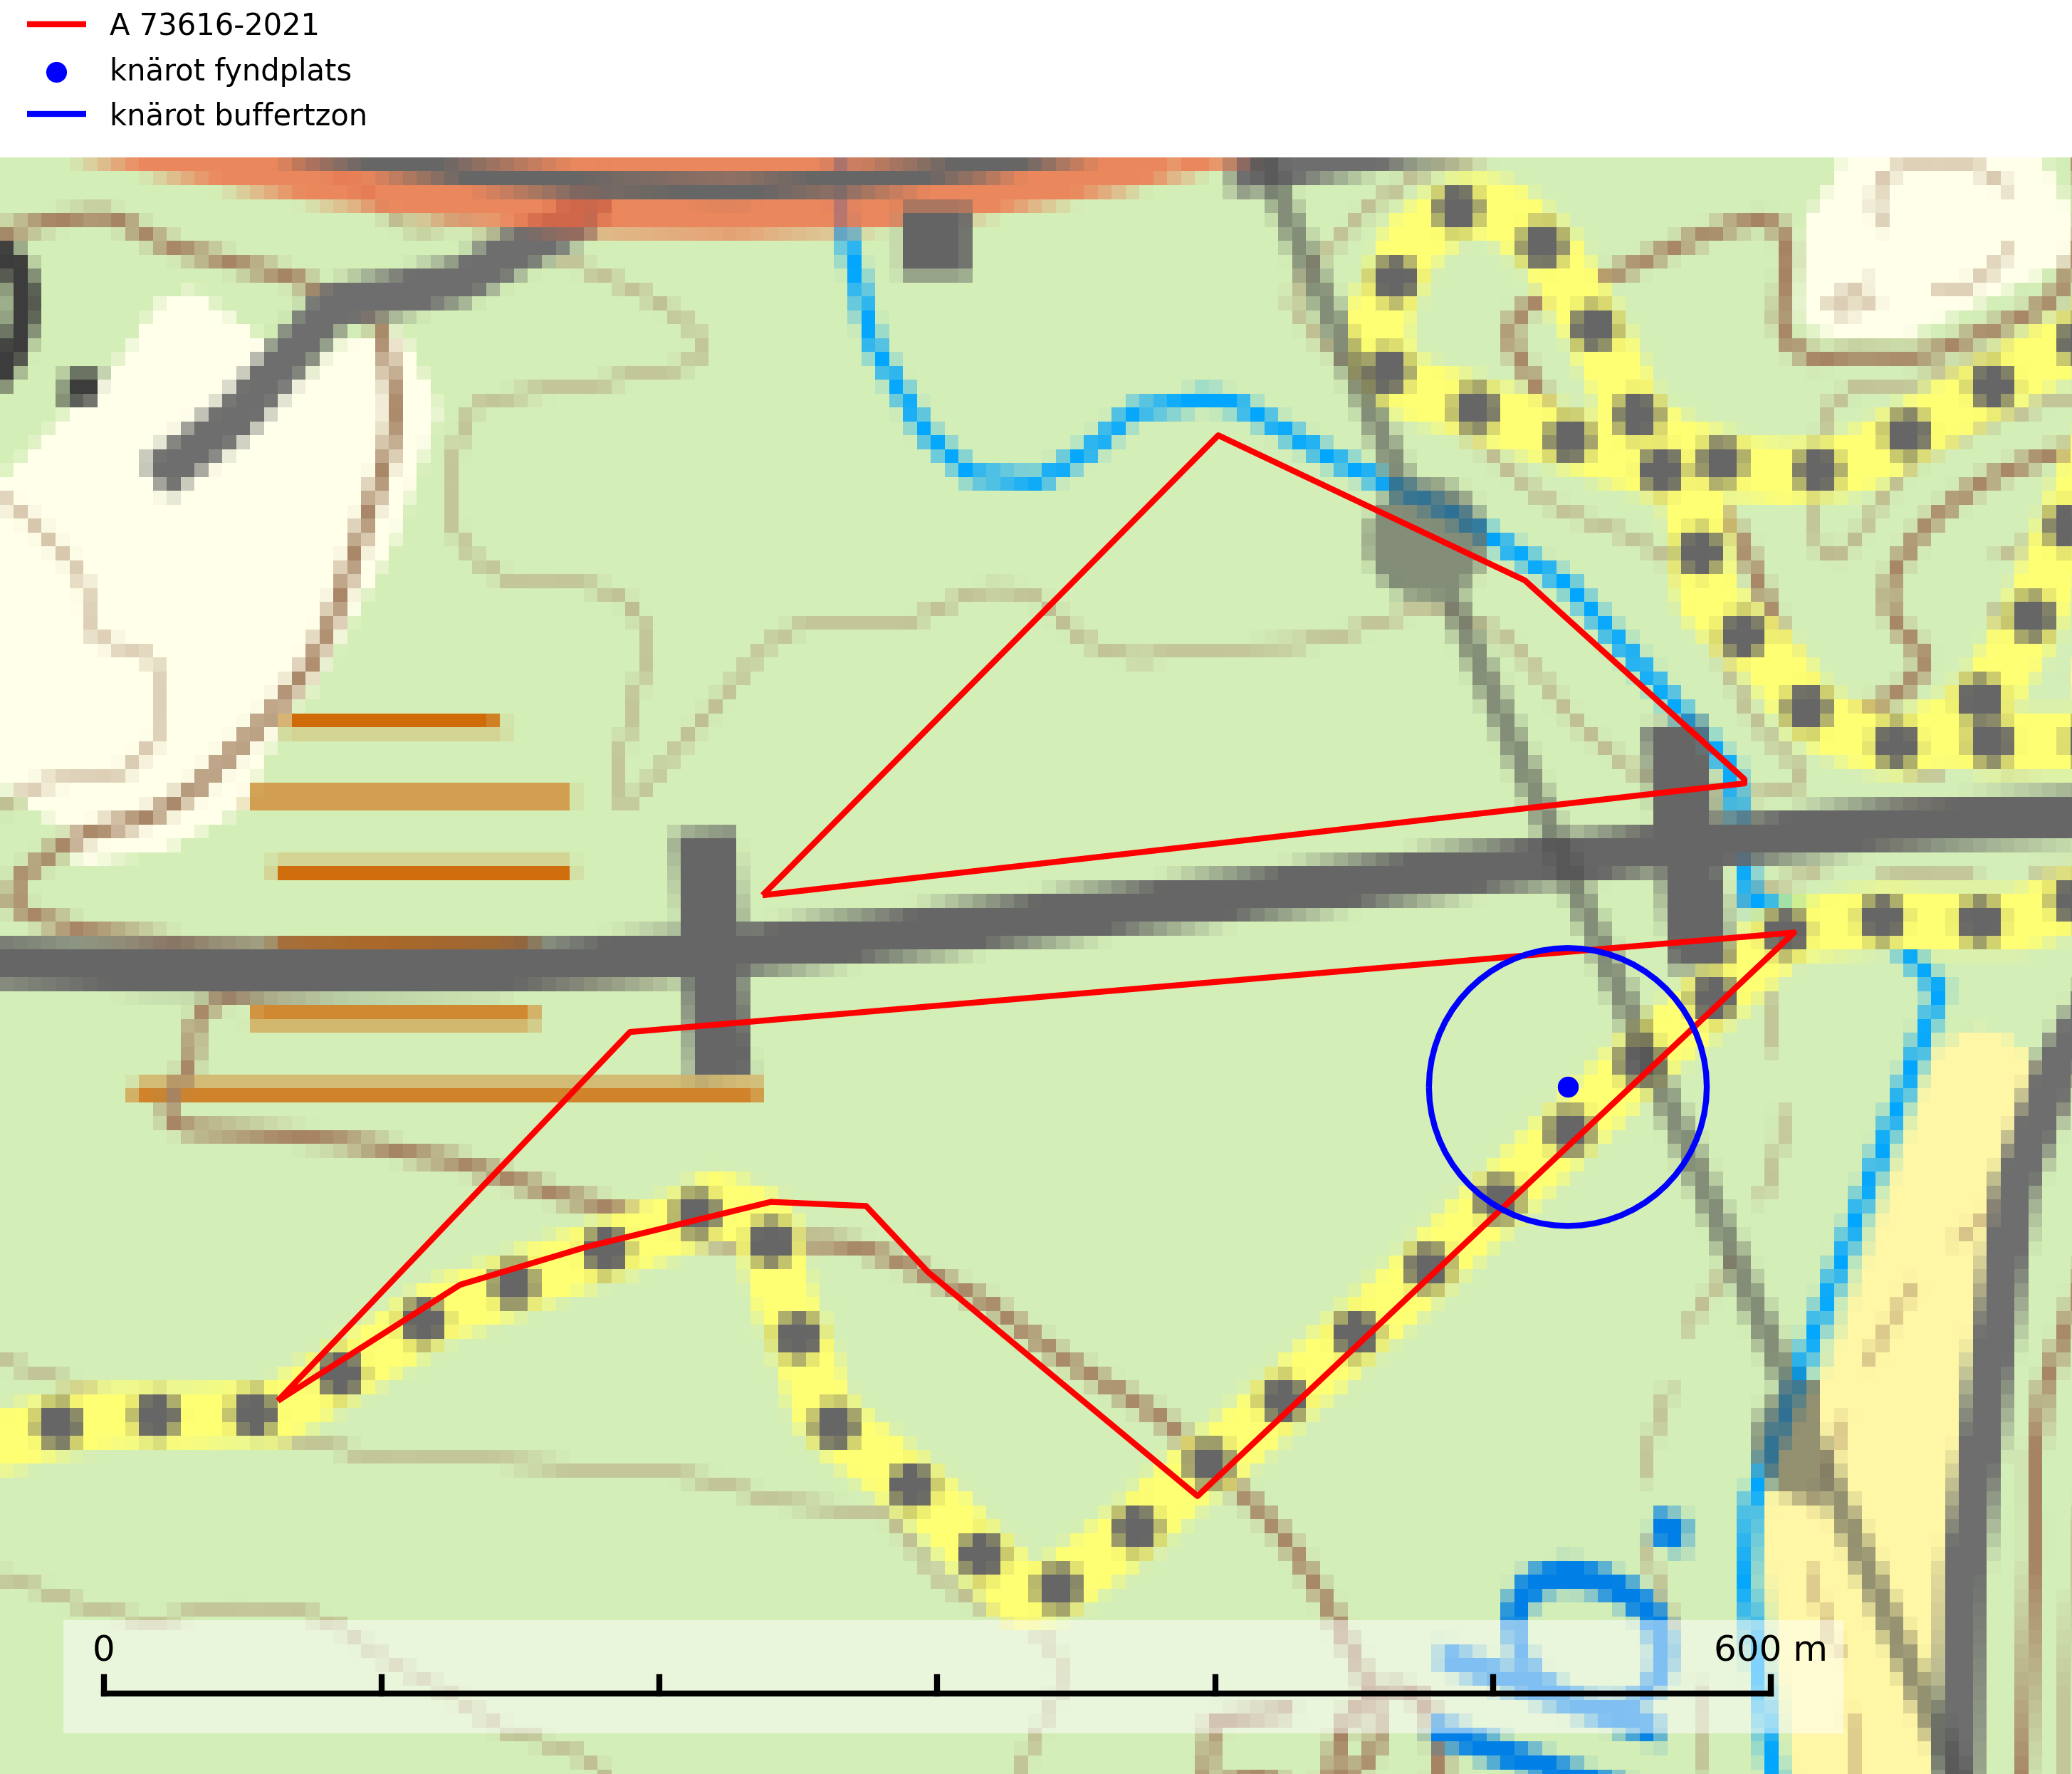 A 73616-2021
knärot fyndplats
knärot buffertzon
0
600 m